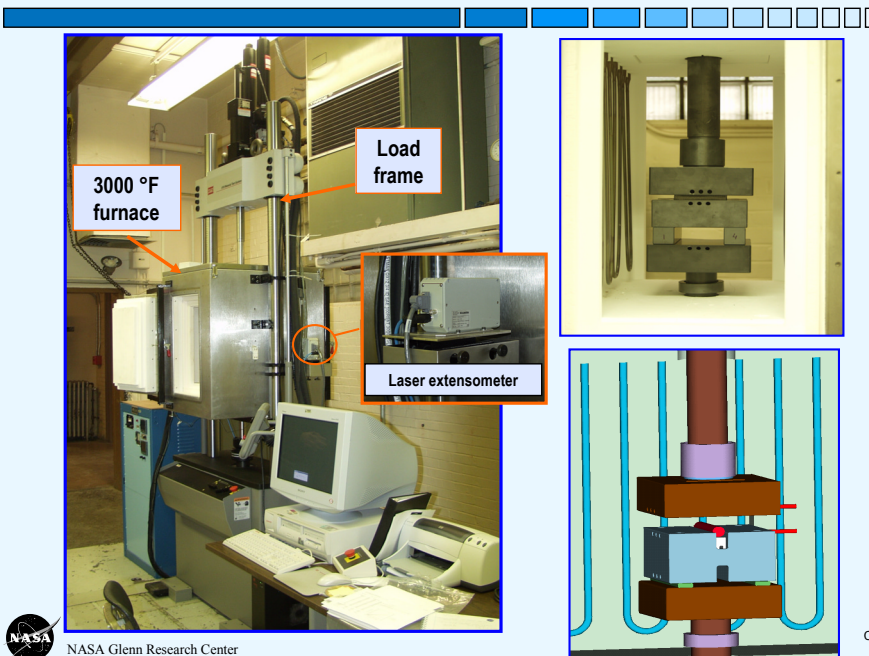 3000 °F
furnace
Load
frame
Laser extensometer
NASA
NASA Glenn Research Center
C